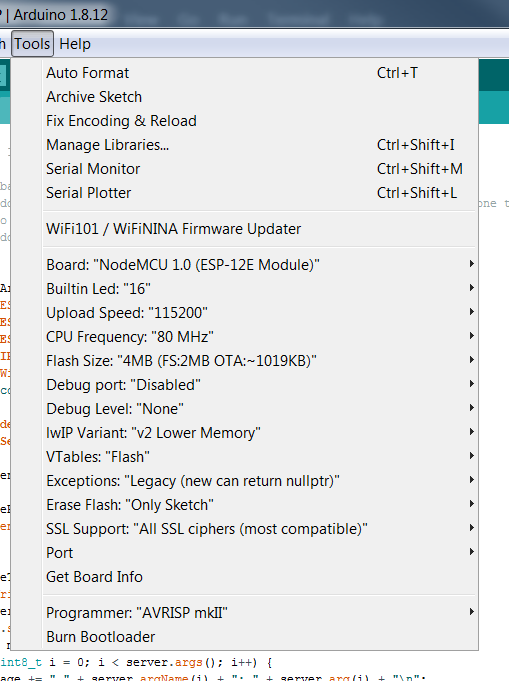 | Arduino 1.8.12
Tools Help
Auto Format Ctrl+T
Archive Sketch
Fix Encoding & Reload
Manage Libraries... Ctrl+Shift+I
Serial Monitor Ctrl+Shift+M
Serial Plotter Ctrl+Shift+L
WiFi101 / WiFiNINA Firmware Updater
Board: "NodeMCU 1.0 (ESP-12E Module)"
Builtin Led: "16"
Upload Speed: "115200"
CPU Frequency: "80 MHz"
Flash Size: "4MB (FS:2MB OTA:~1019KB)"
Debug port: "Disabled"
Debug Level: "None"
lwIP Variant: "v2 Lower Memory"
VTables: "Flash"
Exceptions: "Legacy (new can return nullptr)"
Erase Flash: "Only Sketch"
SSL Support: "All SSL ciphers (most compatible)"
Port
Get Board Info
Programmer: "AVRISP mkII"
Burn Bootloader
int8_t i = 0; i < server.args(); i++) {
age += " " + server.argName(i) + ": " + server.arg(i) + "\n";